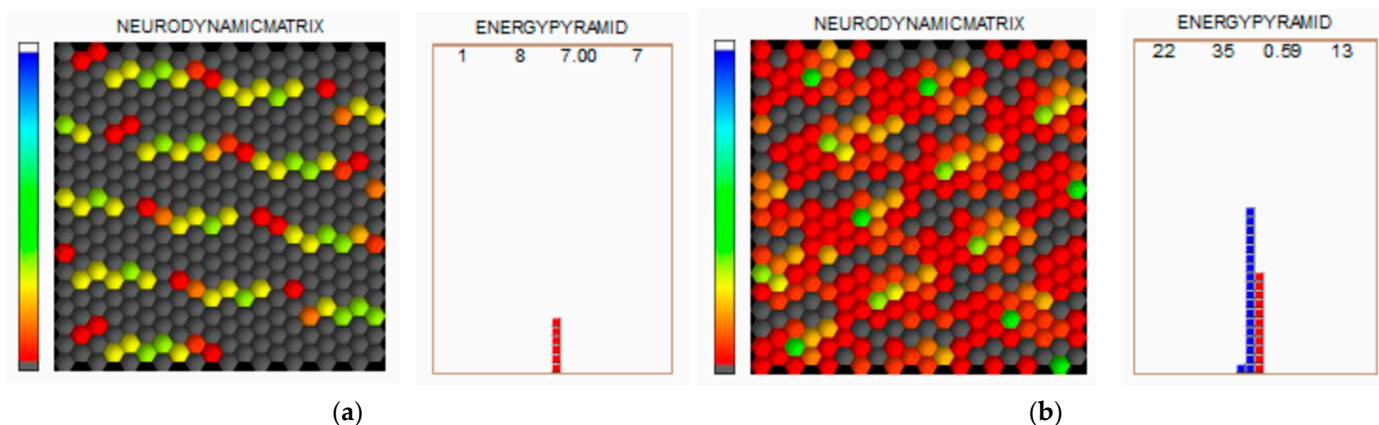 NEURODYNAMICMATRIX
ENERGYPYRAMID
1 8 7.00 7
NEURODYNAMICMATRIX
ENERGYPYRAMID
22 35 0.59 13
(a)
(b)